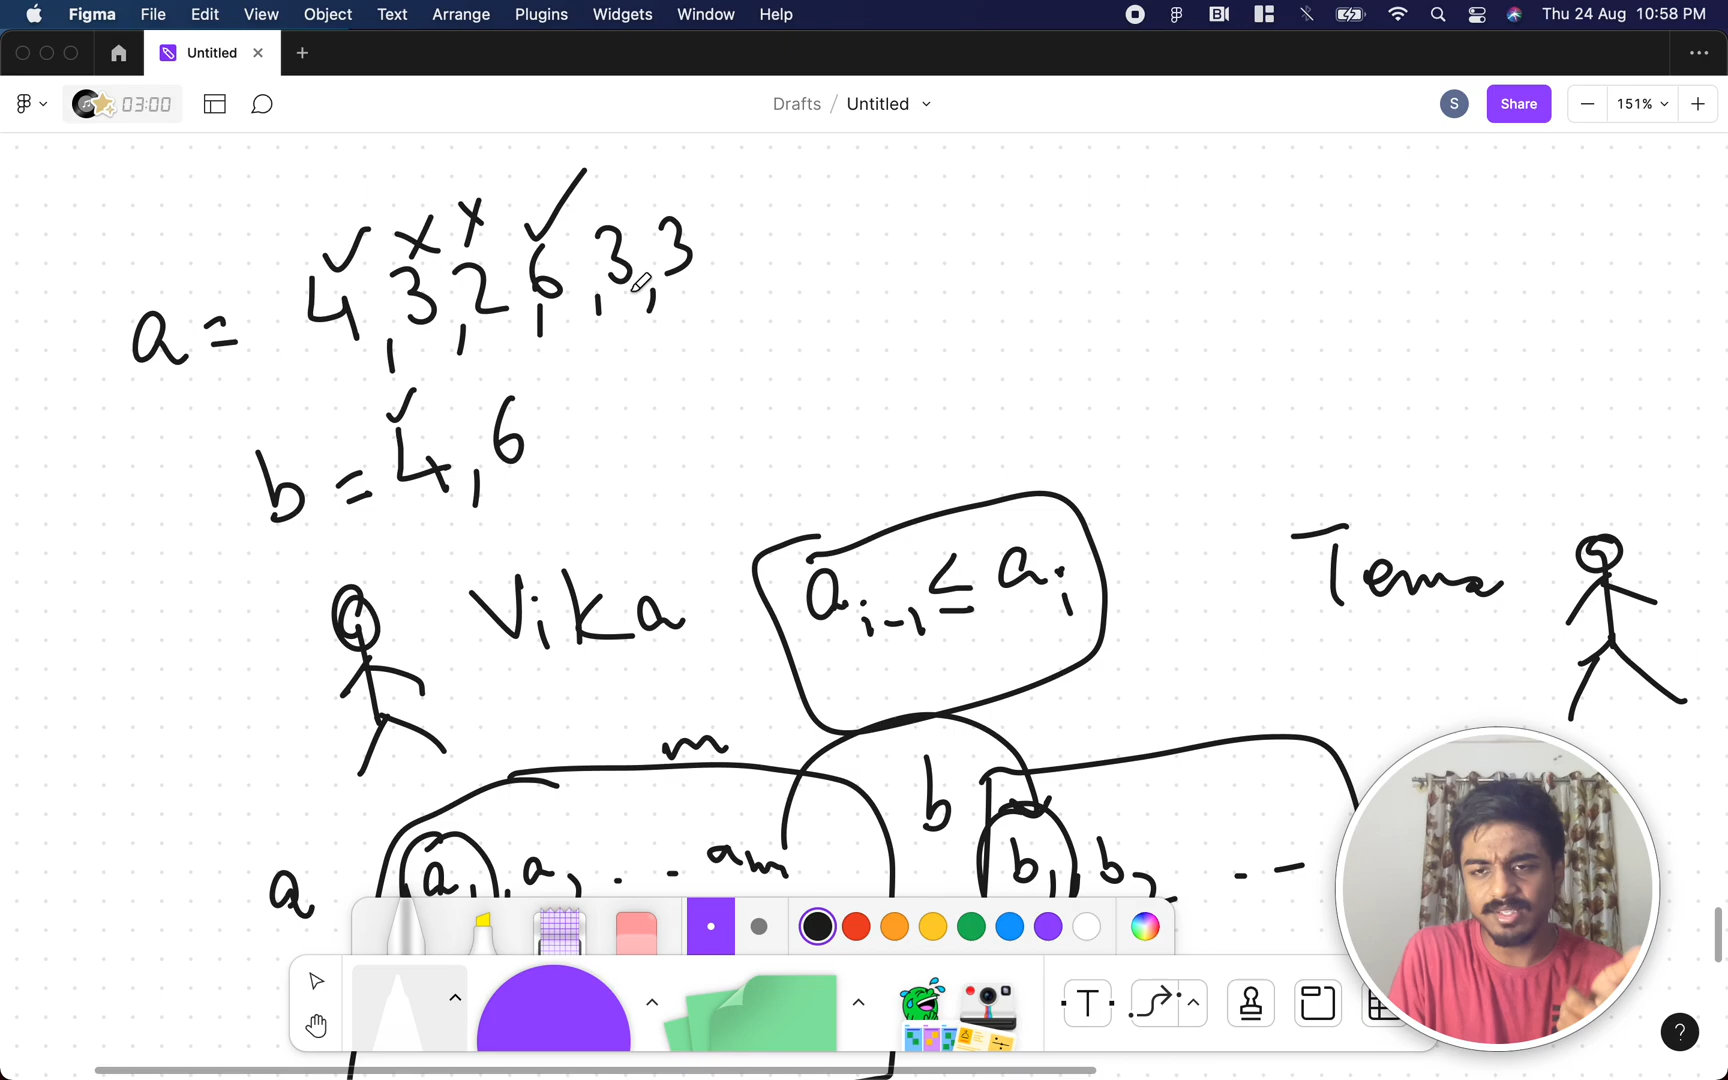 Figma File Edit View Object Text Arrange Plugins Widgets Window Help Thu 24 Aug 10:58 PM
Untitled
03:00 Drafts / Untitled S Share 151%
a = 4, 3, 2, 6, 3, 3
b = 4, 6
Vika
a i-1 ≤ a i
Tema
m
b
a a1, a2 . - am
b1, b2 - -
T
?